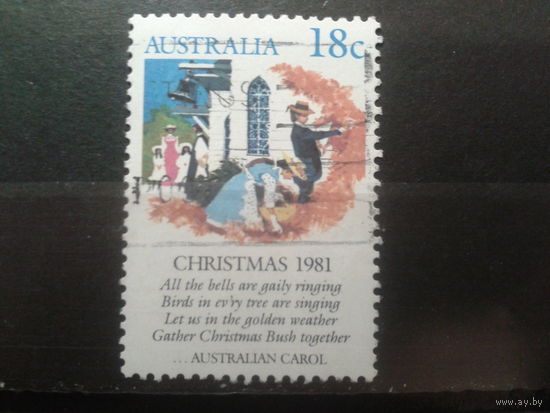 AUSTRALIA 18c
CHRISTMAS 1981
All the bells are gaily ringing
Birds in ev'ry tree are singing
Let us in the golden weather
Gather Christmas Bush together
... AUSTRALIAN CAROL
www.ay.by